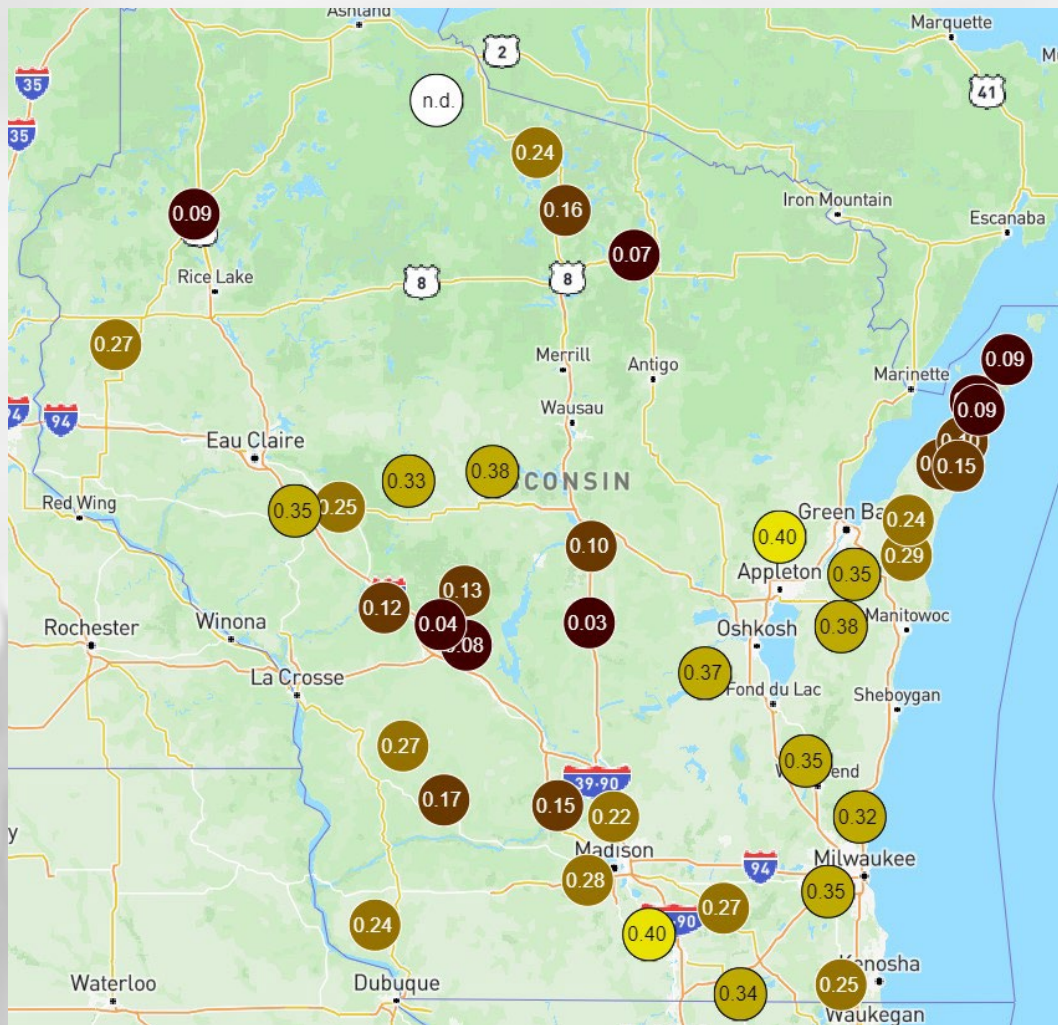 Ashland
Marquette
2
35
41
n.d.
35
0.24
Iron Mountain
0.09
0.16
Escanaba
0.07
Rice Lake
8
8
0.27
Merrill
0.09
Antigo
Marinette
94
Wausau
0.09
Eau Claire
0.38
0.33
CONSIN
0.15
Red Wing
0.35
0.25
0.24
Green Ba
0.40
0.10
0.29
0.35
Appleton
0.13
0.12
Manitowoc
0.04
0.03
0.38
Rochester
Winona
Oshkosh
0.08
0.37
La Crosse
Fond du Lac
Sheboygan
0.27
0.35
39-90
end
0.17
0.15
0.22
0.32
y
Madison
Milwaukee
94
0.28
0.35
0.27
0.24
-90
0.40
Waterloo
Dubuque
0.34
0.25
Kenosha
Waukegan